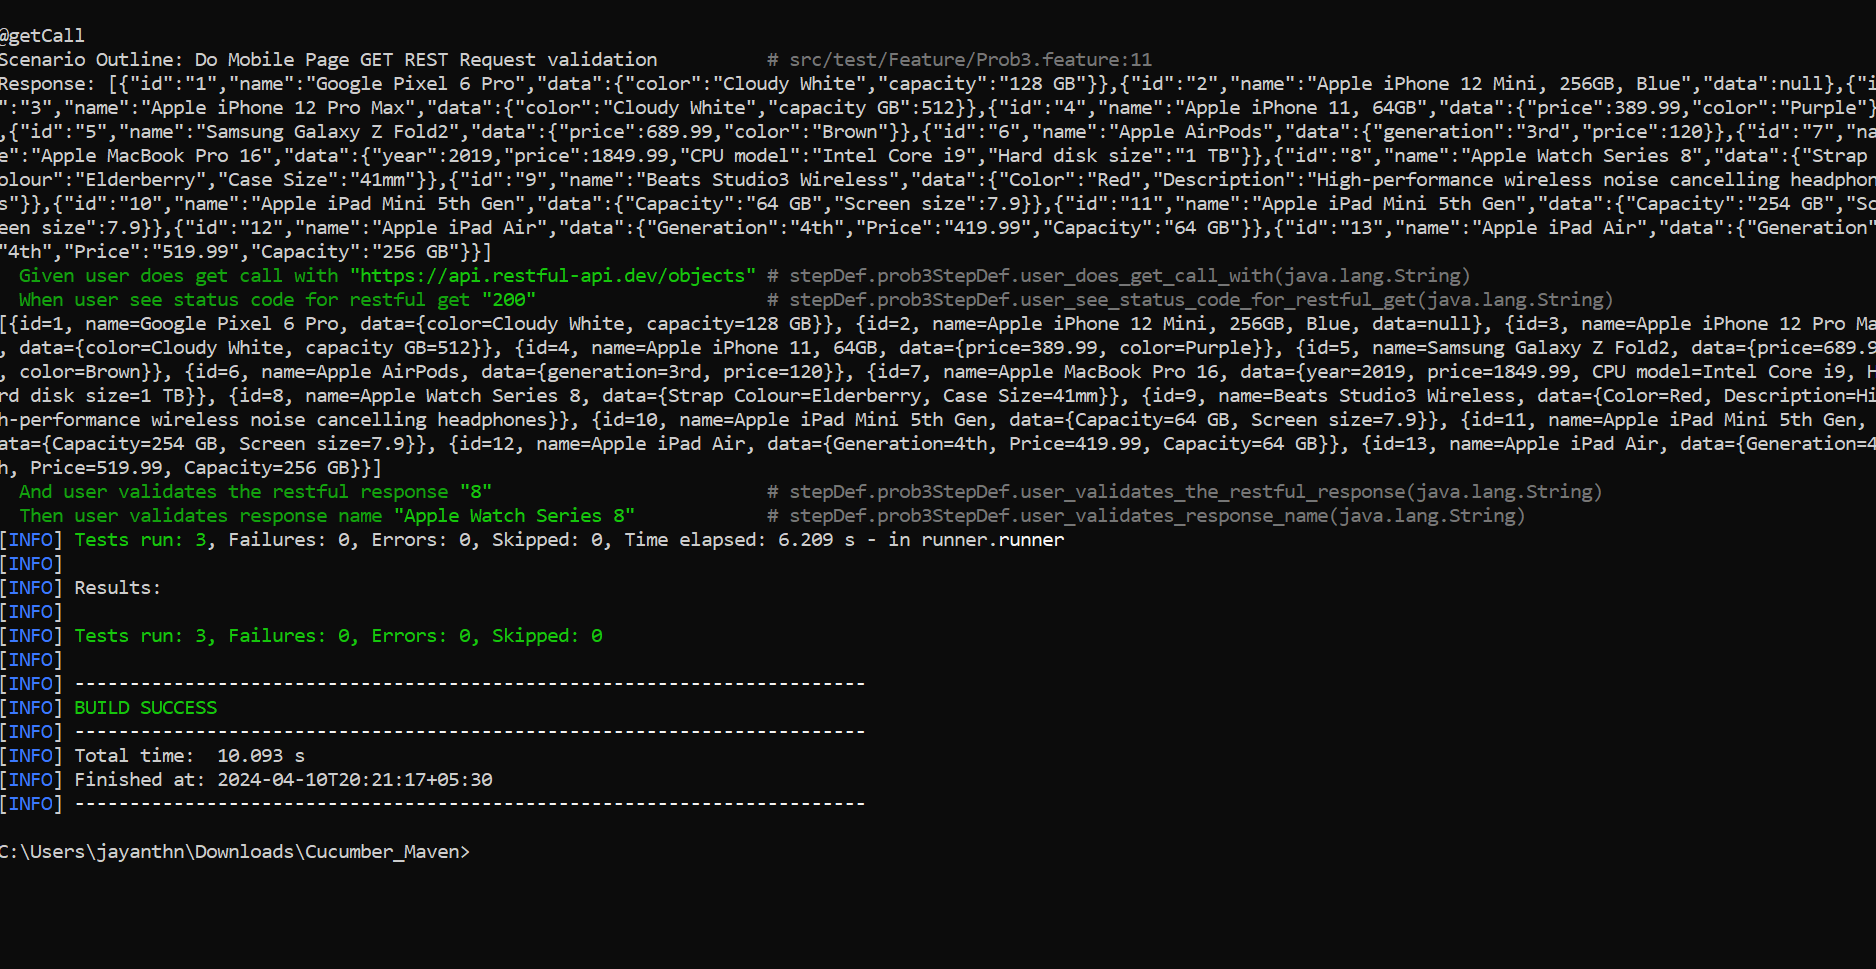 @getCall
Scenario Outline: Do Mobile Page GET REST Request validation # src/test/Feature/Prob3.feature:11
Response: [{"id":"1","name":"Google Pixel 6 Pro","data":{"color":"Cloudy White","capacity":"128 GB"}},{"id":"2","name":"Apple iPhone 12 Mini, 256GB, Blue","data":null},{"i
":"3","name":"Apple iPhone 12 Pro Max","data":{"color":"Cloudy White","capacity GB":512}},{"id":"4","name":"Apple iPhone 11, 64GB","data":{"price":389.99,"color":"Purple"}
,{"id":"5","name":"Samsung Galaxy Z Fold2","data":{"price":689.99,"color":"Brown"}},{"id":"6","name":"Apple AirPods","data":{"generation":"3rd","price":120}},{"id":"7","na
e":"Apple MacBook Pro 16","data":{"year":2019,"price":1849.99,"CPU model":"Intel Core i9","Hard disk size":"1 TB"}},{"id":"8","name":"Apple Watch Series 8","data":{"Strap
olour":"Elderberry","Case Size":"41mm"}},{"id":"9","name":"Beats Studio3 Wireless","data":{"Color":"Red","Description":"High-performance wireless noise cancelling headphon
s"}},{"id":"10","name":"Apple iPad Mini 5th Gen","data":{"Capacity":"64 GB","Screen size":7.9}},{"id":"11","name":"Apple iPad Mini 5th Gen","data":{"Capacity":"254 GB","Sc
een size":7.9}},{"id":"12","name":"Apple iPad Air","data":{"Generation":"4th","Price":"419.99","Capacity":"64 GB"}},{"id":"13","name":"Apple iPad Air","data":{"Generation"
"4th","Price":"519.99","Capacity":"256 GB"}}]
Given user does get call with "https://api.restful-api.dev/objects" # stepDef.prob3StepDef.user_does_get_call_with(java.lang.String)
When user see status code for restful get "200" # stepDef.prob3StepDef.user_see_status_code_for_restful_get(java.lang.String)
[{id=1, name=Google Pixel 6 Pro, data={color=Cloudy White, capacity=128 GB}}, {id=2, name=Apple iPhone 12 Mini, 256GB, Blue, data=null}, {id=3, name=Apple iPhone 12 Pro Ma
, data={color=Cloudy White, capacity GB=512}}, {id=4, name=Apple iPhone 11, 64GB, data={price=389.99, color=Purple}}, {id=5, name=Samsung Galaxy Z Fold2, data={price=689.9
, color=Brown}}, {id=6, name=Apple AirPods, data={generation=3rd, price=120}}, {id=7, name=Apple MacBook Pro 16, data={year=2019, price=1849.99, CPU model=Intel Core i9, H
rd disk size=1 TB}}, {id=8, name=Apple Watch Series 8, data={Strap Colour=Elderberry, Case Size=41mm}}, {id=9, name=Beats Studio3 Wireless, data={Color=Red, Description=Hi
h-performance wireless noise cancelling headphones}}, {id=10, name=Apple iPad Mini 5th Gen, data={Capacity=64 GB, Screen size=7.9}}, {id=11, name=Apple iPad Mini 5th Gen,
ata={Capacity=254 GB, Screen size=7.9}}, {id=12, name=Apple iPad Air, data={Generation=4th, Price=419.99, Capacity=64 GB}}, {id=13, name=Apple iPad Air, data={Generation=4
h, Price=519.99, Capacity=256 GB}}]
And user validates the restful response "8" # stepDef.prob3StepDef.user_validates_the_restful_response(java.lang.String)
Then user validates response name "Apple Watch Series 8" # stepDef.prob3StepDef.user_validates_response_name(java.lang.String)
[INFO] Tests run: 3, Failures: 0, Errors: 0, Skipped: 0, Time elapsed: 6.209 s - in runner.runner
[INFO]
[INFO] Results:
[INFO]
[INFO] Tests run: 3, Failures: 0, Errors: 0, Skipped: 0
[INFO]
[INFO] ------------------------------------------------------------------------
[INFO] BUILD SUCCESS
[INFO] ------------------------------------------------------------------------
[INFO] Total time:  10.093 s
[INFO] Finished at: 2024-04-10T20:21:17+05:30
[INFO] ------------------------------------------------------------------------
C:\Users\jayanthn\Downloads\Cucumber_Maven>